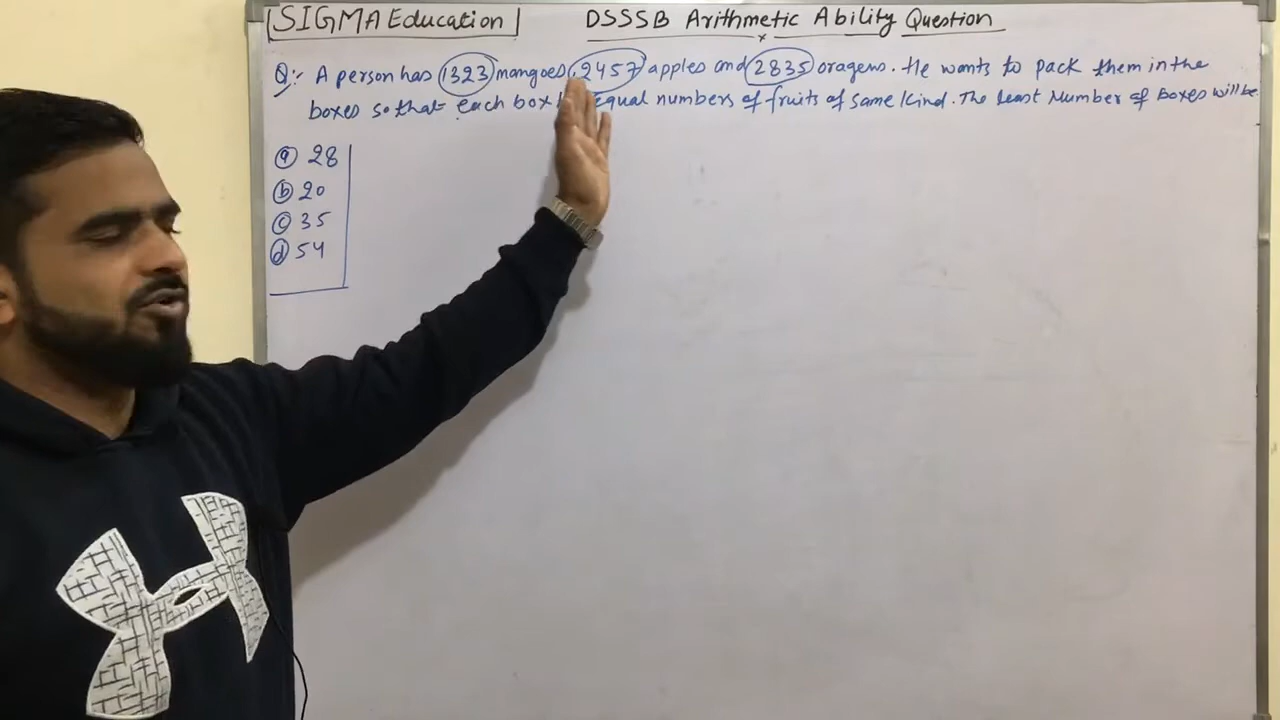 SIGMA Education
DSSSB Arithmetic Ability Question
Q:- A person has 1323 mangoes, 2457 apples and 2835 oragens. He wants to pack them in the
boxes so that each box equal numbers of fruits of same kind. The least Number of boxes will be
(a) 28
(b) 20
(c) 35
(d) 54